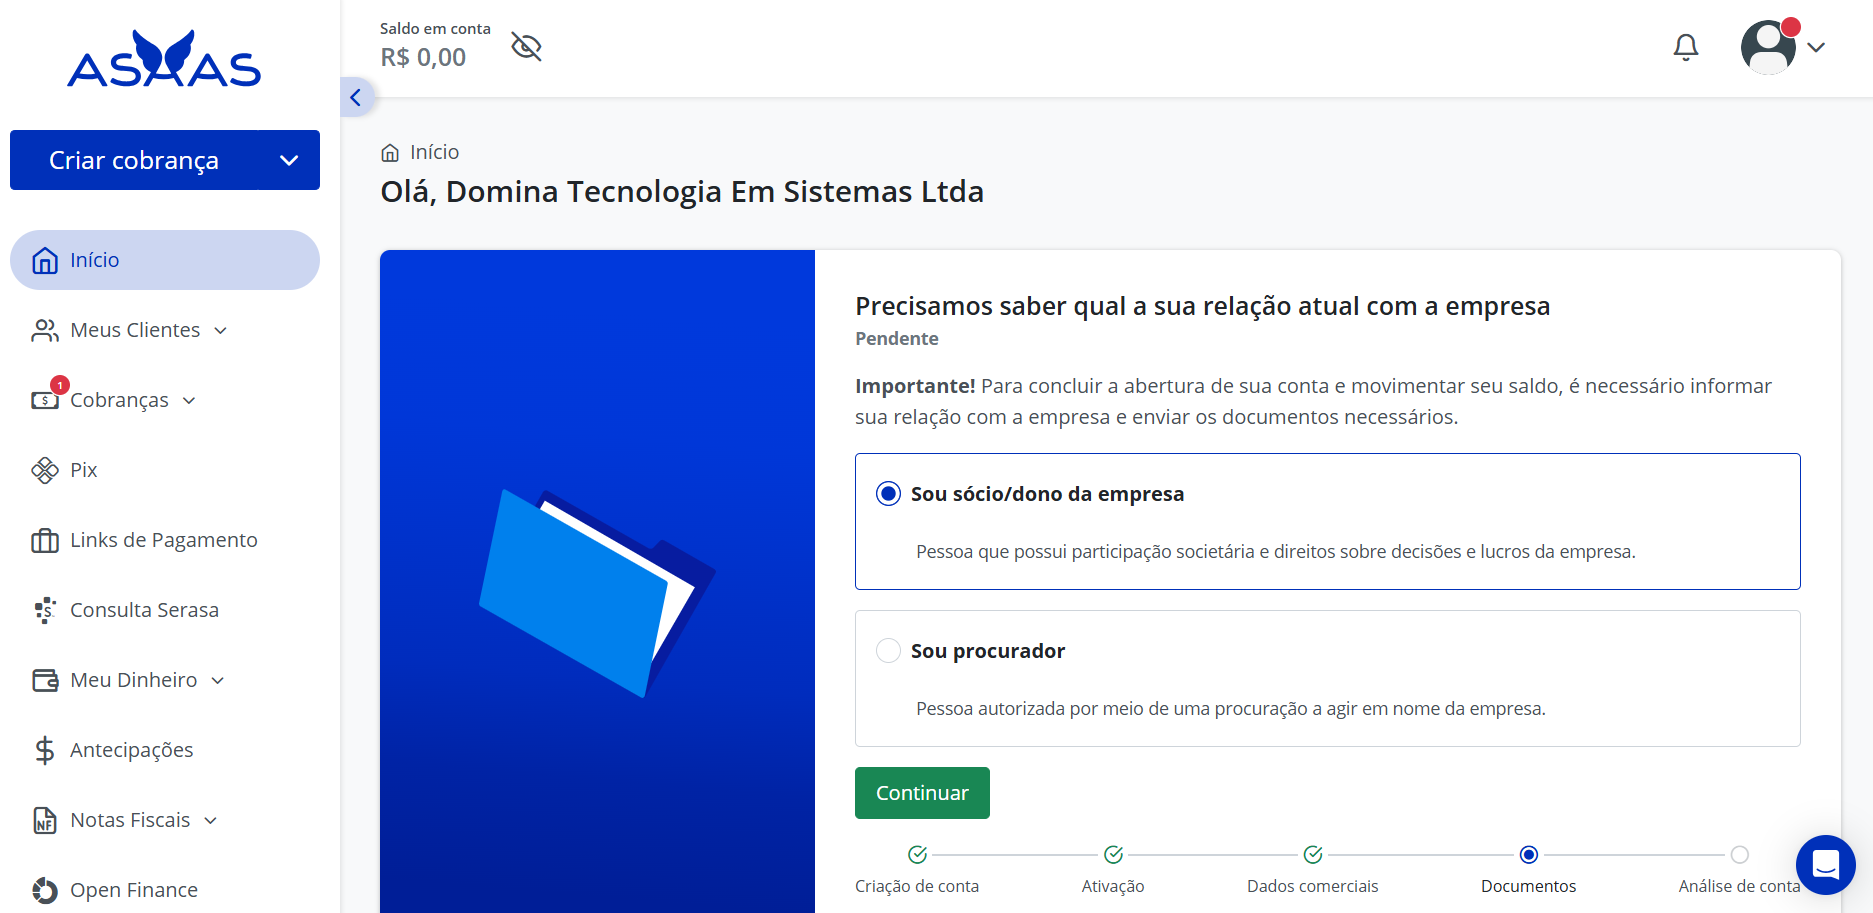 ASAAS
Criar cobrança
Início
Meus Clientes
1
$
Cobranças
Pix
Links de Pagamento
S
Consulta Serasa
Meu Dinheiro
Antecipações
NF
Notas Fiscais
Open Finance
Saldo em conta
R$ 0,00
Início
Olá, Domina Tecnologia Em Sistemas Ltda
Precisamos saber qual a sua relação atual com a empresa
Pendente
Importante! Para concluir a abertura de sua conta e movimentar seu saldo, é necessário informar
sua relação com a empresa e enviar os documentos necessários.
Sou sócio/dono da empresa
Pessoa que possui participação societária e direitos sobre decisões e lucros da empresa.
Sou procurador
Pessoa autorizada por meio de uma procuração a agir em nome da empresa.
Continuar
Criação de conta
Ativação
Dados comerciais
Documentos
Análise de conta